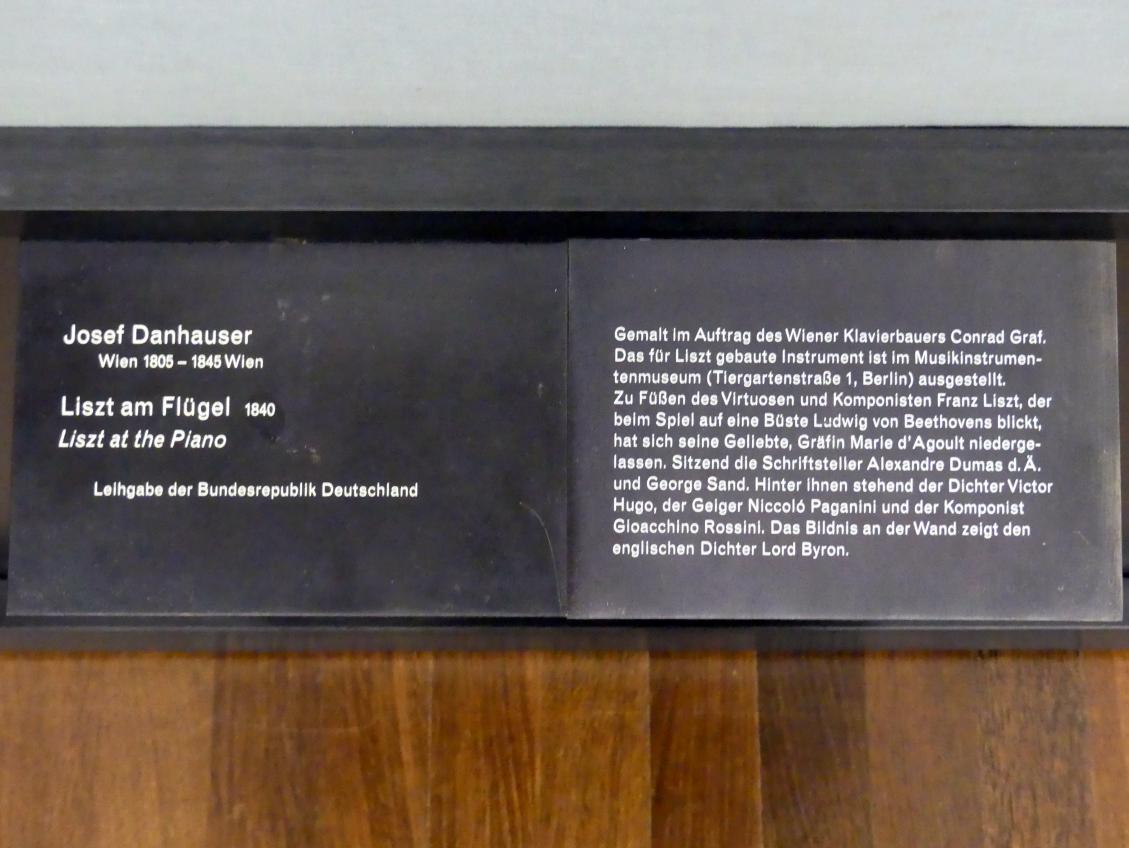 Josef Danhauser
Wien 1805 – 1845 Wien
Liszt am Flügel 1840
Liszt at the Piano
Leihgabe der Bundesrepublik Deutschland
Gemalt im Auftrag des Wiener Klavierbauers Conrad Graf.
Das für Liszt gebaute Instrument ist im Musikinstrumen-
tenmuseum (Tiergartenstraße 1, Berlin) ausgestellt.
Zu Füßen des Virtuosen und Komponisten Franz Liszt, der
beim Spiel auf eine Büste Ludwig von Beethovens blickt,
hat sich seine Geliebte, Gräfin Marie d'Agoult niederge-
lassen. Sitzend die Schriftsteller Alexandre Dumas d. Ä.
und George Sand. Hinter ihnen stehend der Dichter Victor
Hugo, der Geiger Niccoló Paganini und der Komponist
Gioacchino Rossini. Das Bildnis an der Wand zeigt den
englischen Dichter Lord Byron.